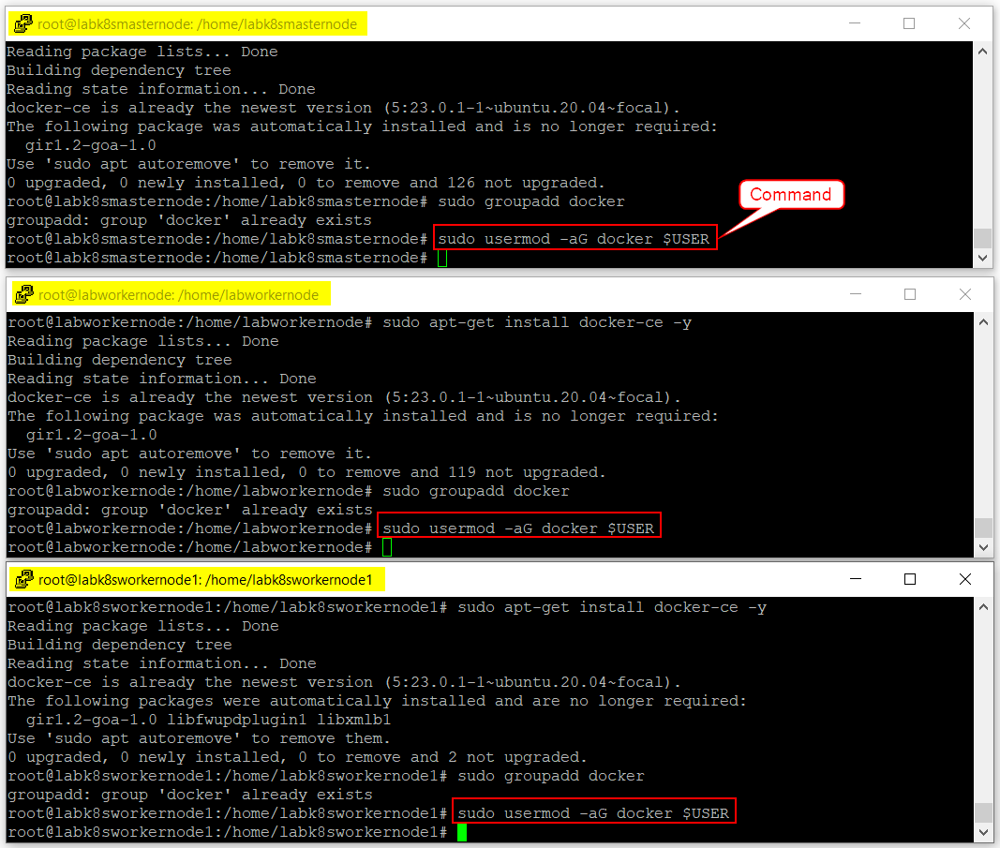 root@labk8smasternode: /home/labk8smasternode
Reading package lists... Done
Building dependency tree
Reading state information... Done
docker-ce is already the newest version (5:23.0.1-1~ubuntu.20.04~focal).
The following package was automatically installed and is no longer required:
  gir1.2-goa-1.0
Use 'sudo apt autoremove' to remove it.
0 upgraded, 0 newly installed, 0 to remove and 126 not upgraded.
root@labk8smasternode:/home/labk8smasternode# sudo groupadd docker
Command
groupadd: group 'docker' already exists
root@labk8smasternode:/home/labk8smasternode# sudo usermod -aG docker $USER
root@labk8smasternode:/home/labk8smasternode#
root@labworkernode: /home/labworkernode
root@labworkernode:/home/labworkernode# sudo apt-get install docker-ce -y
Reading package lists... Done
Building dependency tree
Reading state information... Done
docker-ce is already the newest version (5:23.0.1-1~ubuntu.20.04~focal).
The following package was automatically installed and is no longer required:
  gir1.2-goa-1.0
Use 'sudo apt autoremove' to remove it.
0 upgraded, 0 newly installed, 0 to remove and 119 not upgraded.
root@labworkernode:/home/labworkernode# sudo groupadd docker
groupadd: group 'docker' already exists
root@labworkernode:/home/labworkernode# sudo usermod -aG docker $USER
root@labworkernode:/home/labworkernode#
root@labk8sworkernode1: /home/labk8sworkernode1
root@labk8sworkernode1:/home/labk8sworkernode1# sudo apt-get install docker-ce -y
Reading package lists... Done
Building dependency tree
Reading state information... Done
docker-ce is already the newest version (5:23.0.1-1~ubuntu.20.04~focal).
The following packages were automatically installed and are no longer required:
  gir1.2-goa-1.0 libfwupdplugin1 libxmlb1
Use 'sudo apt autoremove' to remove them.
0 upgraded, 0 newly installed, 0 to remove and 2 not upgraded.
root@labk8sworkernode1:/home/labk8sworkernode1# sudo groupadd docker
groupadd: group 'docker' already exists
root@labk8sworkernode1:/home/labk8sworkernode1# sudo usermod -aG docker $USER
root@labk8sworkernode1:/home/labk8sworkernode1#